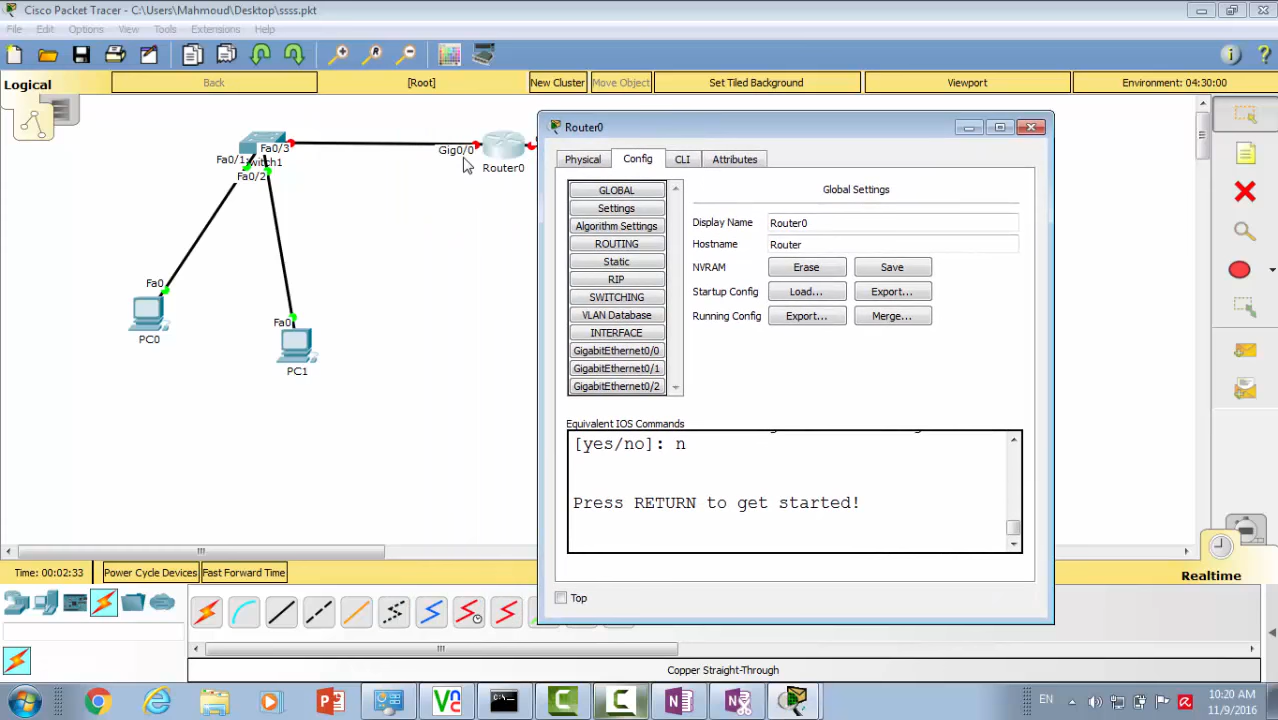 Cisco Packet Tracer - C:\Users\Mahmoud\Desktop\ssss.pkt
File Edit Options View Tools Extensions Help
Logical
Back
[Root]
New Cluster
Move Object
Set Tiled Background
Viewport
Environment: 04:30:00
Fa0/3
Gig0/0
Fa0/1
Switch1
Router0
Fa0/2
Fa0
PC0
Fa0
PC1
Router0
Physical Config CLI Attributes
GLOBAL
Settings
Algorithm Settings
ROUTING
Static
RIP
SWITCHING
VLAN Database
INTERFACE
GigabitEthernet0/0
GigabitEthernet0/1
GigabitEthernet0/2
Global Settings
Display Name Router0
Hostname Router
NVRAM Erase Save
Startup Config Load... Export...
Running Config Export... Merge...
Equivalent IOS Commands
[yes/no]: n
Press RETURN to get started!
Top
Time: 00:02:33
Power Cycle Devices
Fast Forward Time
Realtime
Copper Straight-Through
EN
10:20 AM
11/9/2016